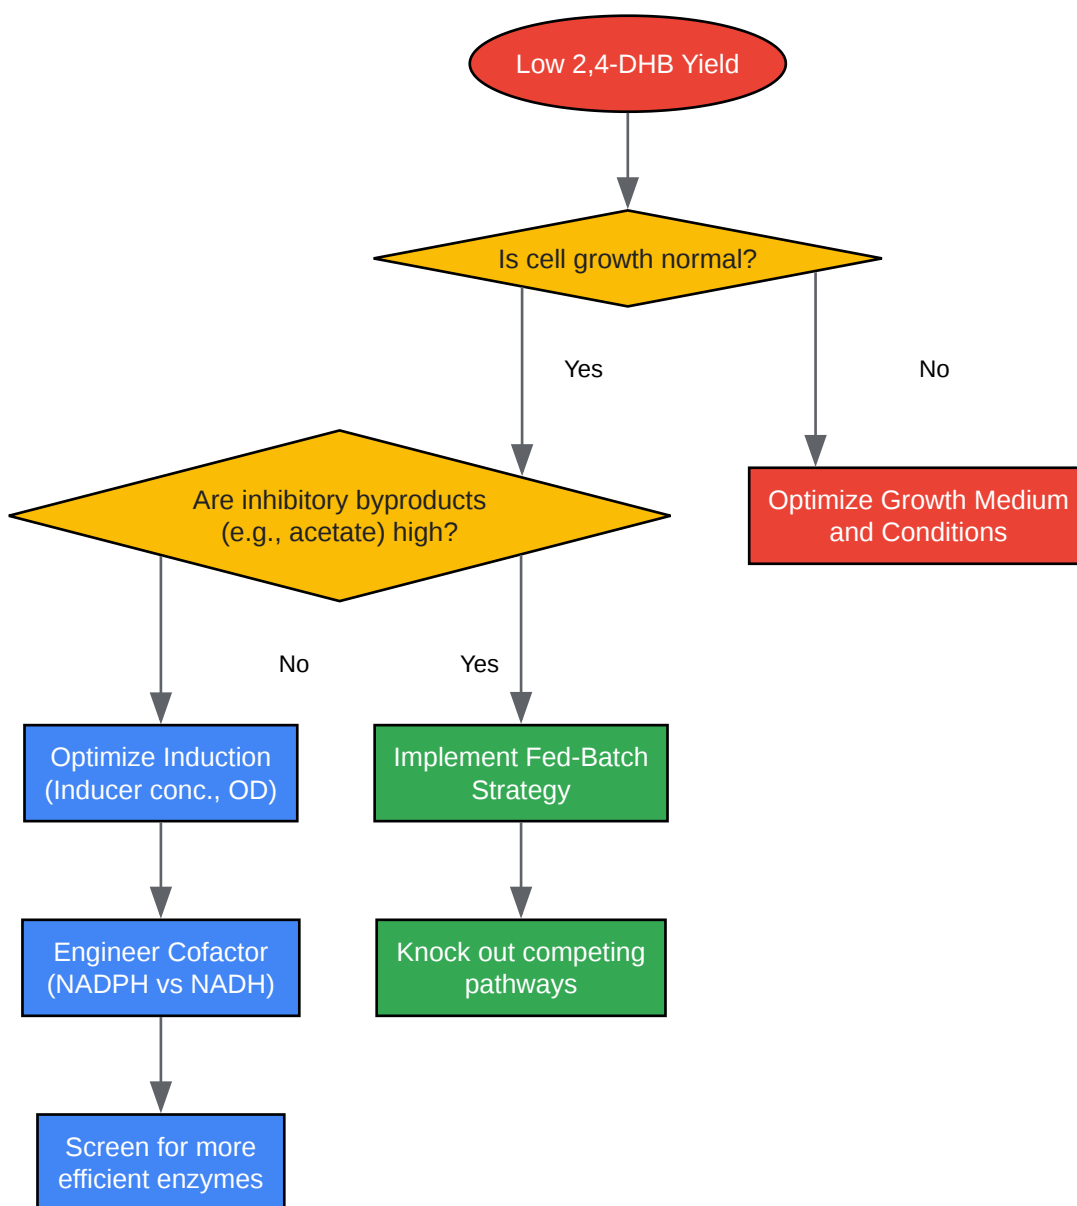 Low 2,4-DHB Yield
Is cell growth normal?
Yes
No
Are inhibitory byproducts
(e.g., acetate) high?
Optimize Growth Medium
and Conditions
No
Yes
Optimize Induction
(Inducer conc., OD)
Implement Fed-Batch
Strategy
Engineer Cofactor
(NADPH vs NADH)
Knock out competing
pathways
Screen for more
efficient enzymes